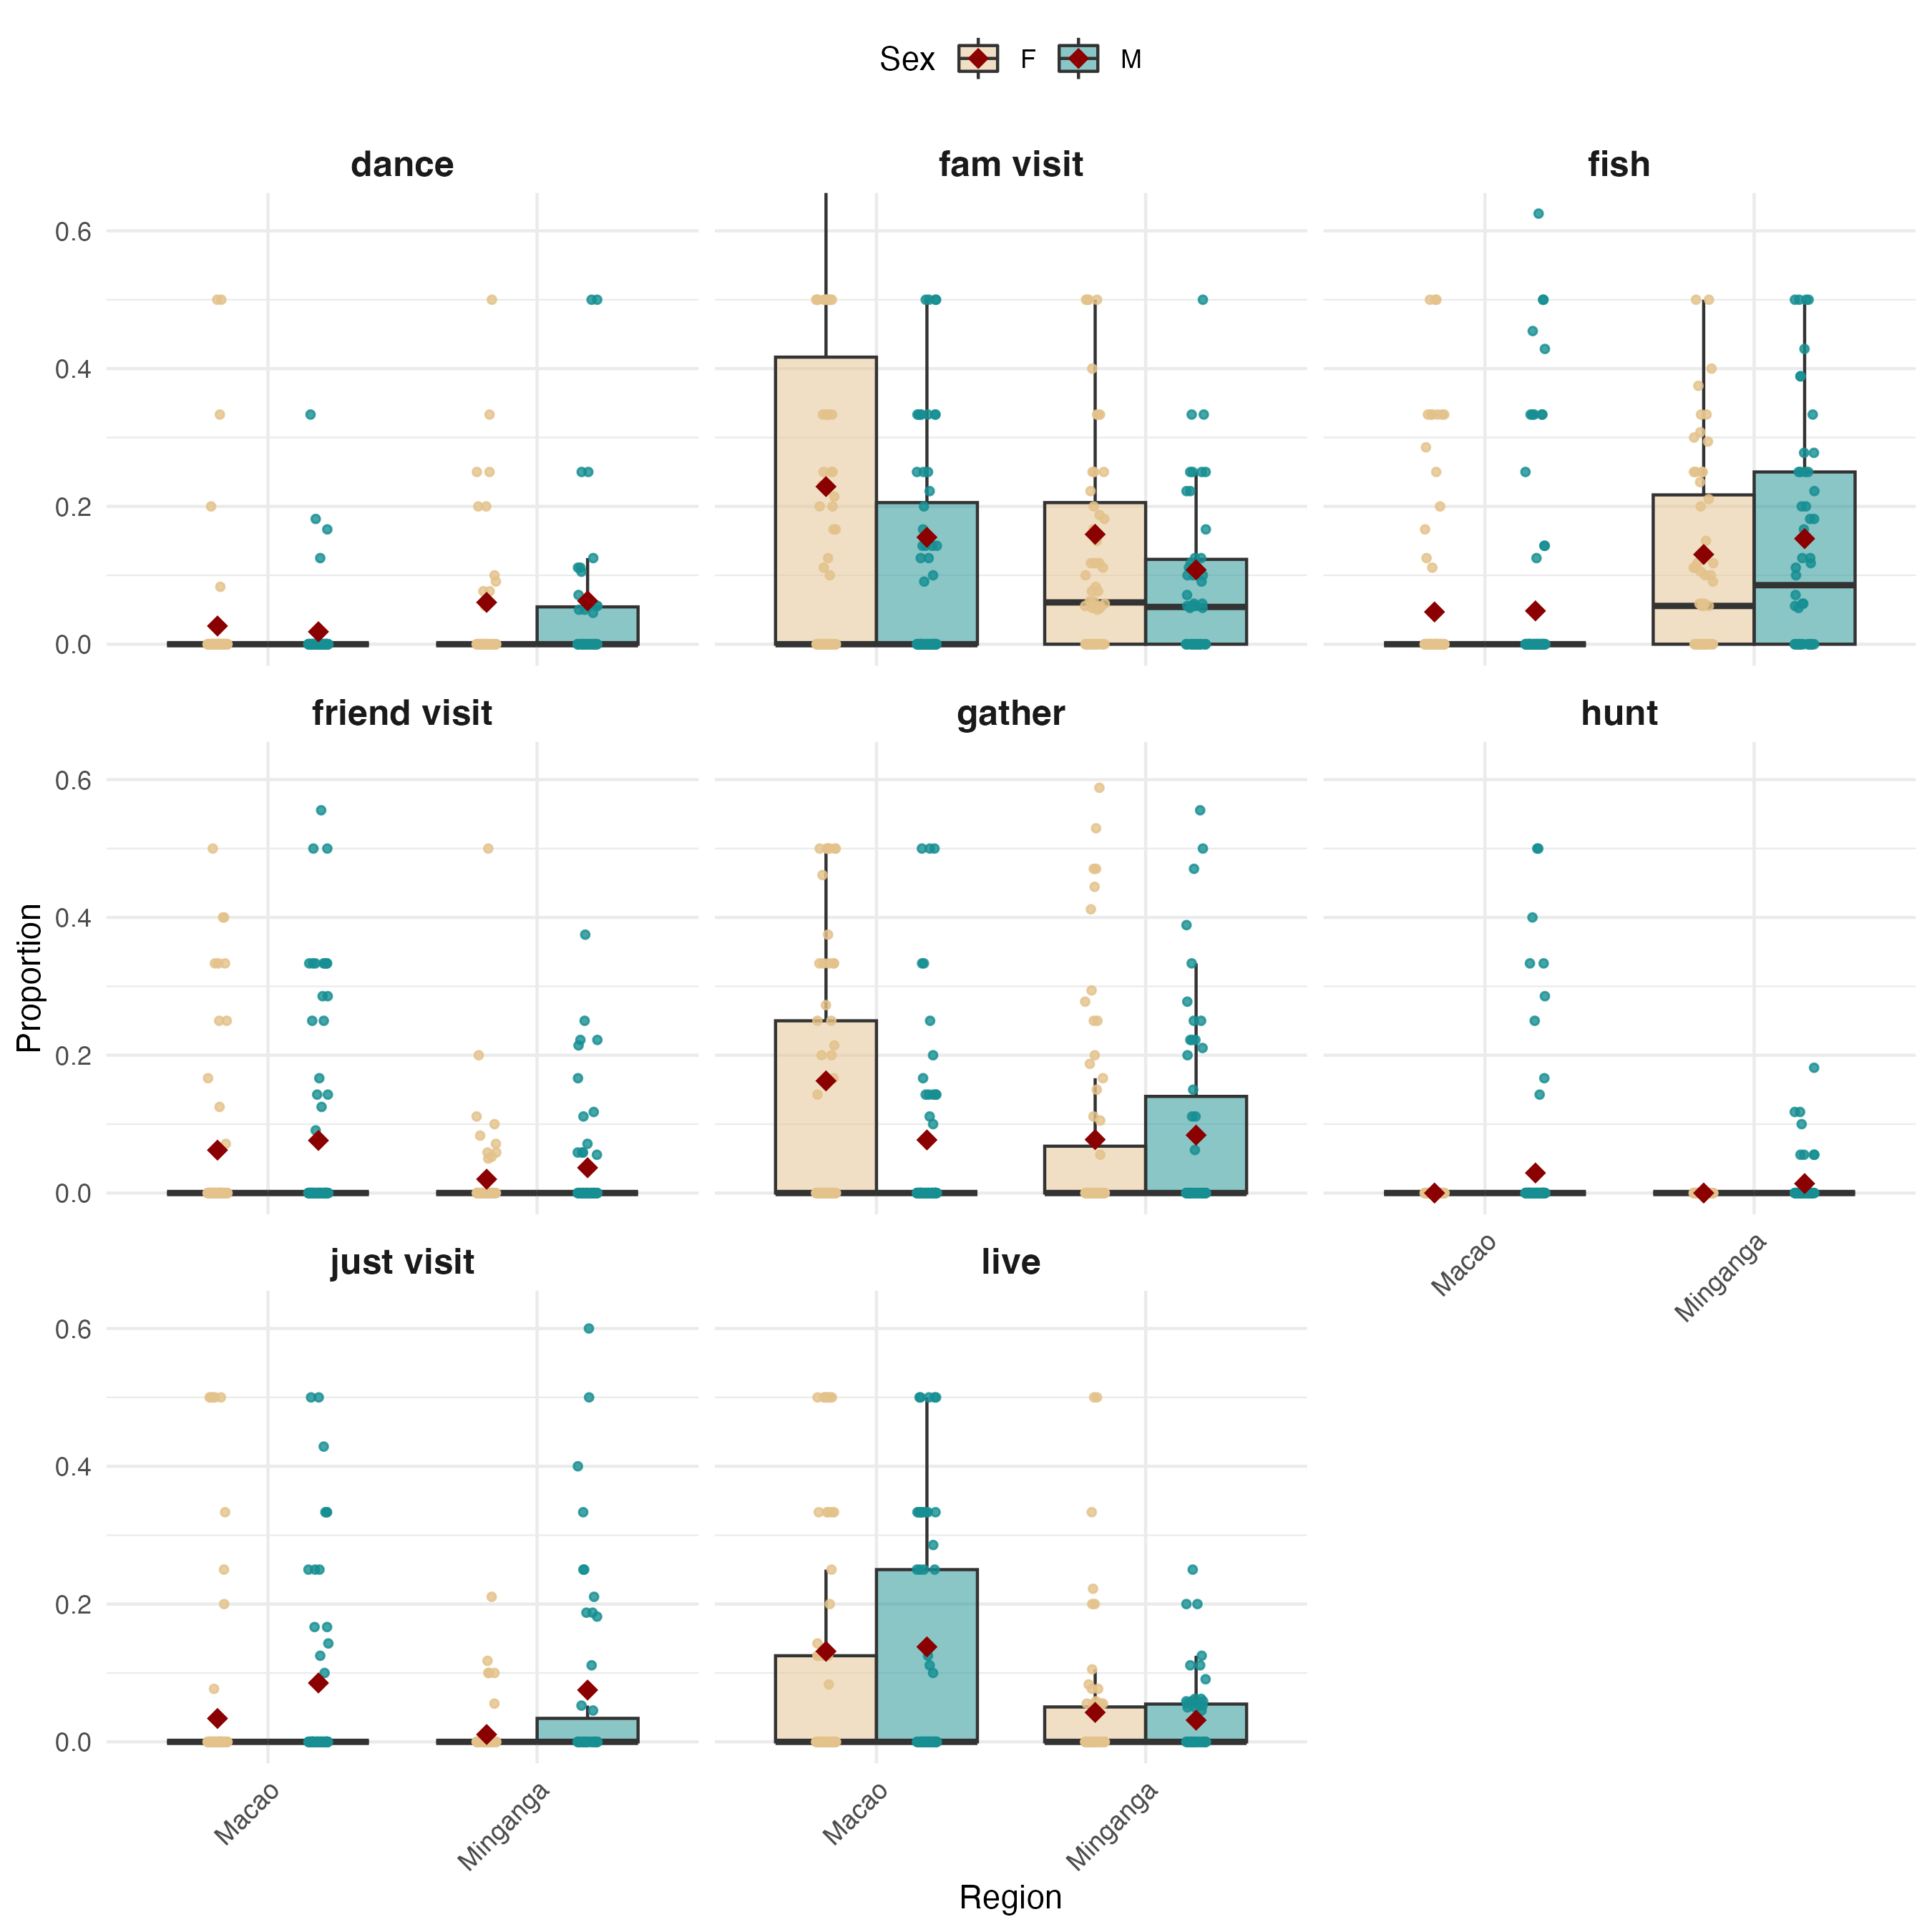 Sex F M
dance fam visit fish
0.6
0.4
0.2
0.0
friend visit gather hunt
0.6
0.4
0.2
0.0
Macao Minganga
just visit live
0.6
0.4
0.2
0.0
Macao Minganga Macao Minganga
Proportion
Region